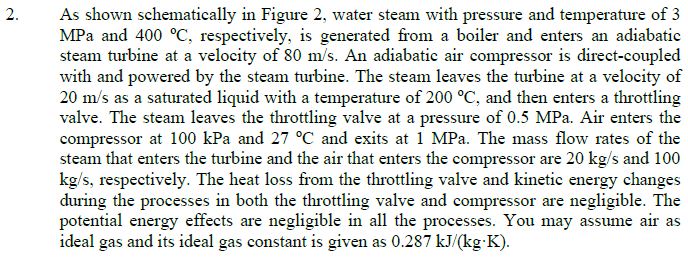 2. As shown schematically in Figure 2, water steam with pressure and temperature of 3
MPa and 400 °C, respectively, is generated from a boiler and enters an adiabatic
steam turbine at a velocity of 80 m/s. An adiabatic air compressor is direct-coupled
with and powered by the steam turbine. The steam leaves the turbine at a velocity of
20 m/s as a saturated liquid with a temperature of 200 °C, and then enters a throttling
valve. The steam leaves the throttling valve at a pressure of 0.5 MPa. Air enters the
compressor at 100 kPa and 27 °C and exits at 1 MPa. The mass flow rates of the
steam that enters the turbine and the air that enters the compressor are 20 kg/s and 100
kg/s, respectively. The heat loss from the throttling valve and kinetic energy changes
during the processes in both the throttling valve and compressor are negligible. The
potential energy effects are negligible in all the processes. You may assume air as
ideal gas and its ideal gas constant is given as 0.287 kJ/(kg·K).